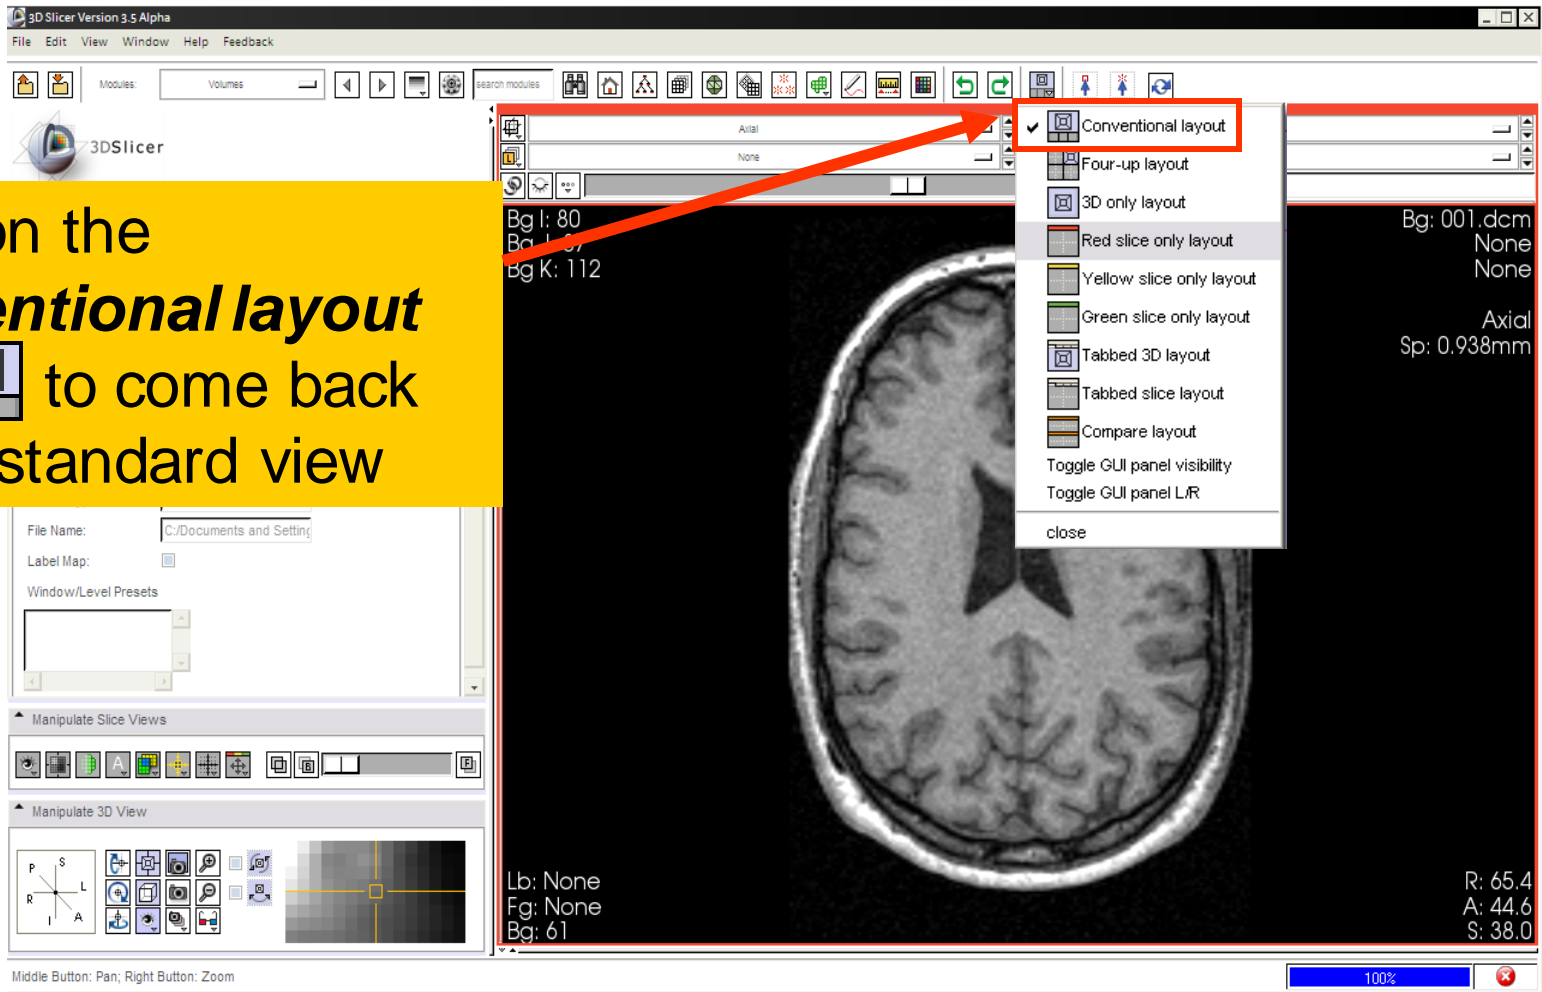 3D Slicer Version 3.5 Alpha
File Edit View Window Help Feedback
Modules: Volumes search modules
3DSlicer
Axial
None
Conventional layout
Four-up layout
3D only layout
Red slice only layout
Yellow slice only layout
Green slice only layout
Tabbed 3D layout
Tabbed slice layout
Compare layout
Toggle GUI panel visibility
Toggle GUI panel L/R
close
on the
entional layout
to come back
standard view
Bg I: 80
Bg K: 112
Bg: 001.dcm
None
None
Axial
Sp: 0.938mm
File Name: C:/Documents and Setting
Label Map:
Window/Level Presets
Manipulate Slice Views
Manipulate 3D View
P S
R L
I A
Lb: None
Fg: None
Bg: 61
R: 65.4
A: 44.6
S: 38.0
Middle Button: Pan; Right Button: Zoom
100%